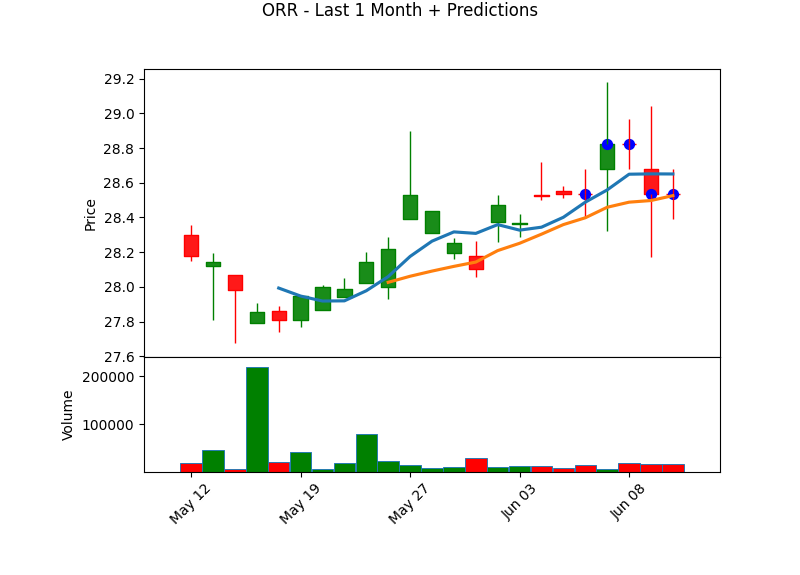 ORR - Last 1 Month + Predictions
29.2
29.0
28.8
28.6
28.4
28.2
28.0
27.8
27.6
Price
200000
100000
Volume
May 12
May 19
May 27
Jun 03
Jun 08